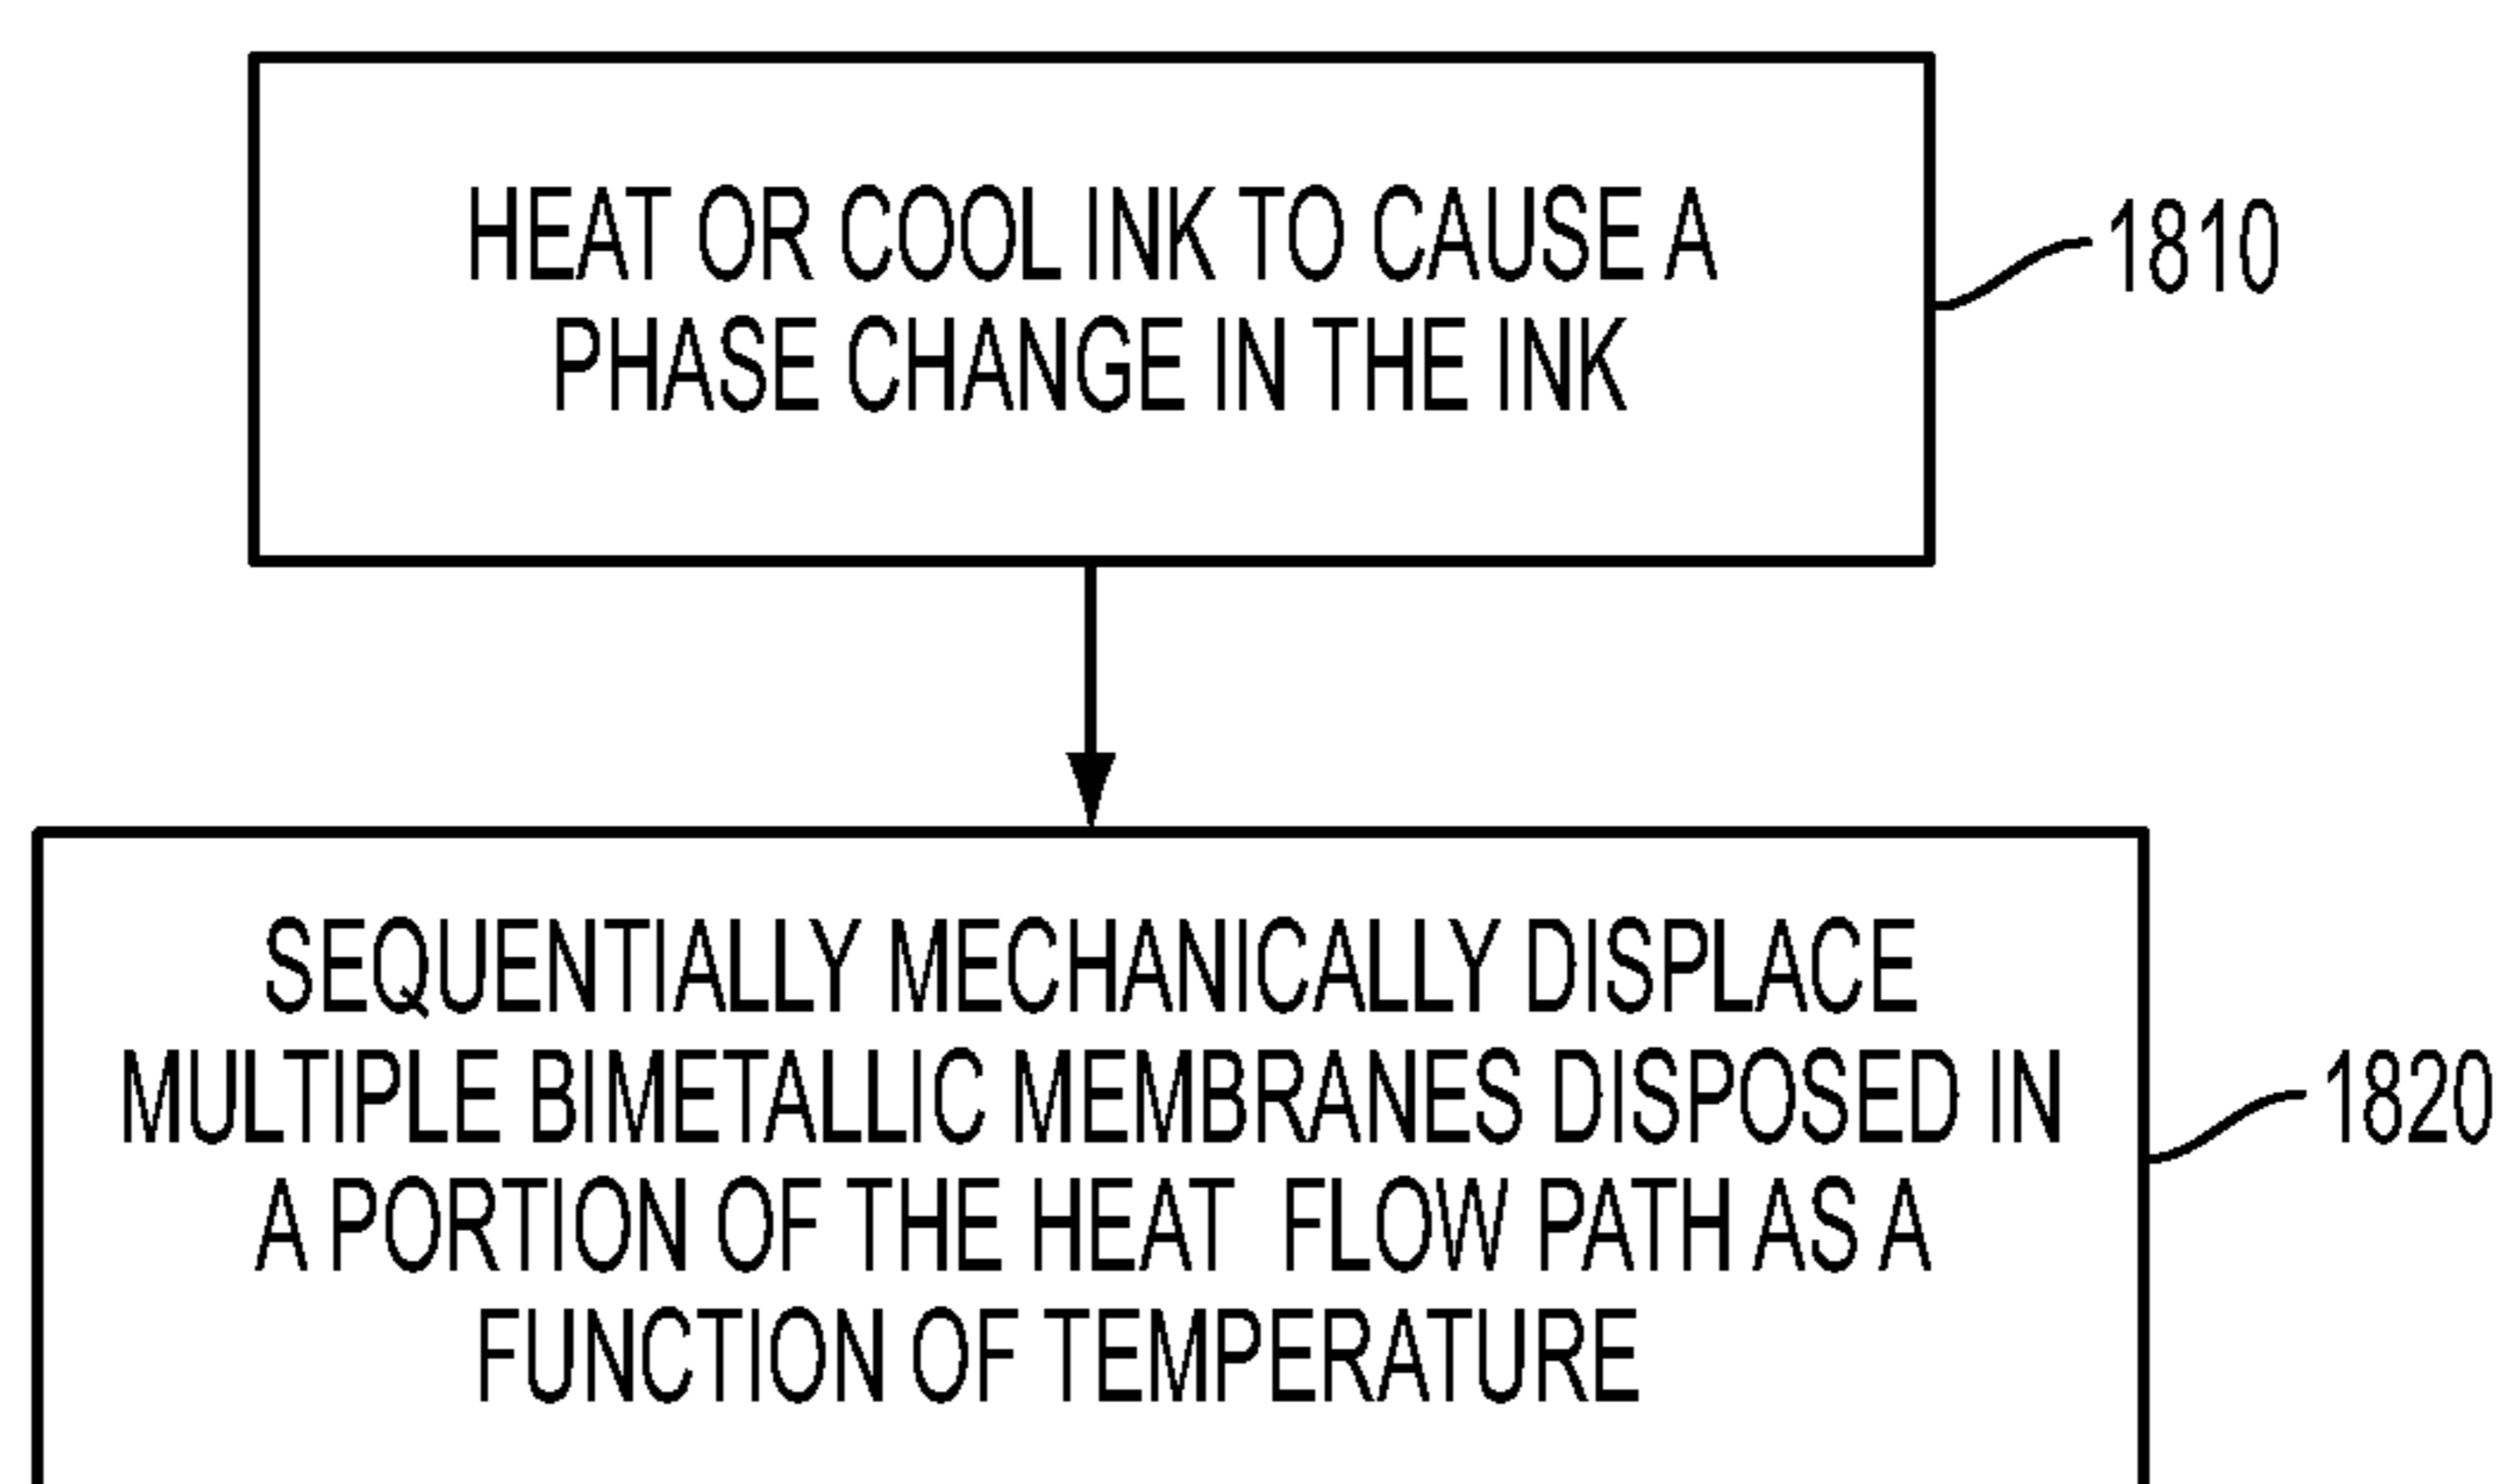 HEAT OR COOL INK TO CAUSE A
PHASE CHANGE IN THE INK
1810
SEQUENTIALLY MECHANICALLY DISPLACE
MULTIPLE BIMETALLIC MEMBRANES DISPOSED IN
A PORTION OF THE HEAT FLOW PATH AS A
FUNCTION OF TEMPERATURE
1820